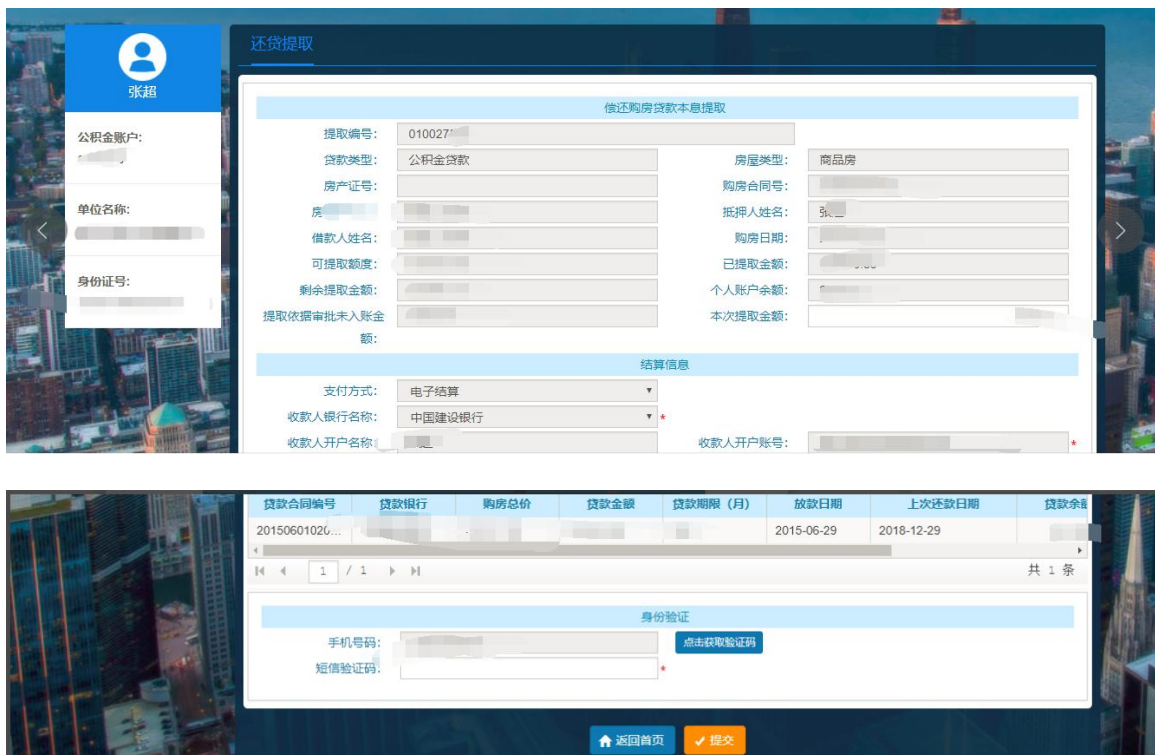 还贷提取
张超
公积金账户:
单位名称:
身份证号:
偿还购房贷款本息提取
提取编号: 010027
贷款类型: 公积金贷款 房屋类型: 商品房
房产证号: 购房合同号:
房 抵押人姓名: 张
借款人姓名: 购房日期:
可提取额度: 已提取金额:
剩余提取金额: 个人账户余额:
提取依据审批未入账金 本次提取金额:
额:
结算信息
支付方式: 电子结算
收款人银行名称: 中国建设银行 *
收款人开户名称: 收款人开户账号: *
贷款合同编号 贷款银行 购房总价 贷款金额 贷款期限（月） 放款日期 上次还款日期 贷款余额
20150601020... 2015-06-29 2018-12-29
1 / 1 共 1 条
身份验证
手机号码: 点击获取验证码
短信验证码: *
返回首页 提交